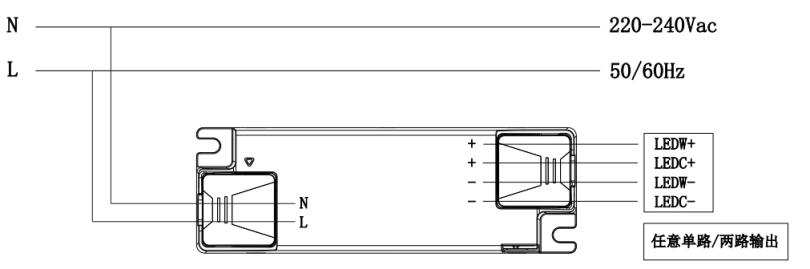 N 220-240Vac
L 50/60Hz
+ LEDW+
+ LEDC+
- LEDW-
- LEDC-
N
L
任意单路/两路输出